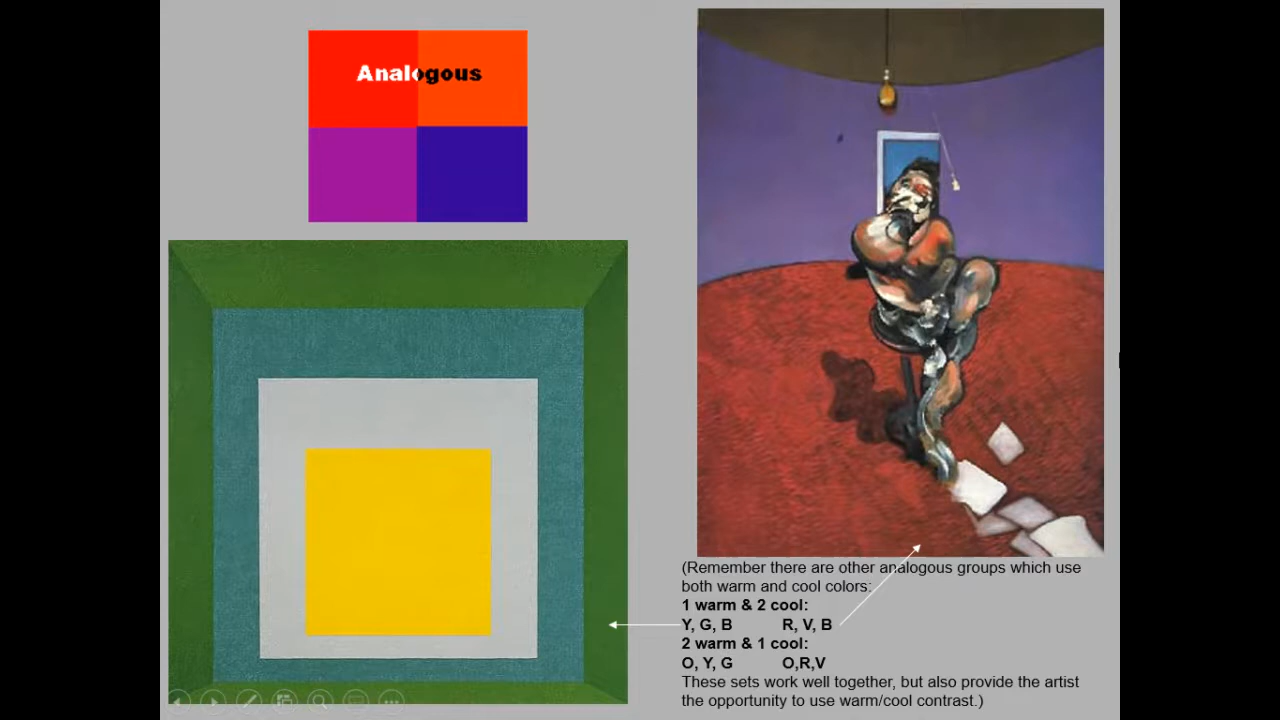 Analogous
(Remember there are other analogous groups which use
both warm and cool colors:
1 warm & 2 cool:
Y, G, B R, V, B
2 warm & 1 cool:
O, Y, G O,R,V
These sets work well together, but also provide the artist
the opportunity to use warm/cool contrast.)